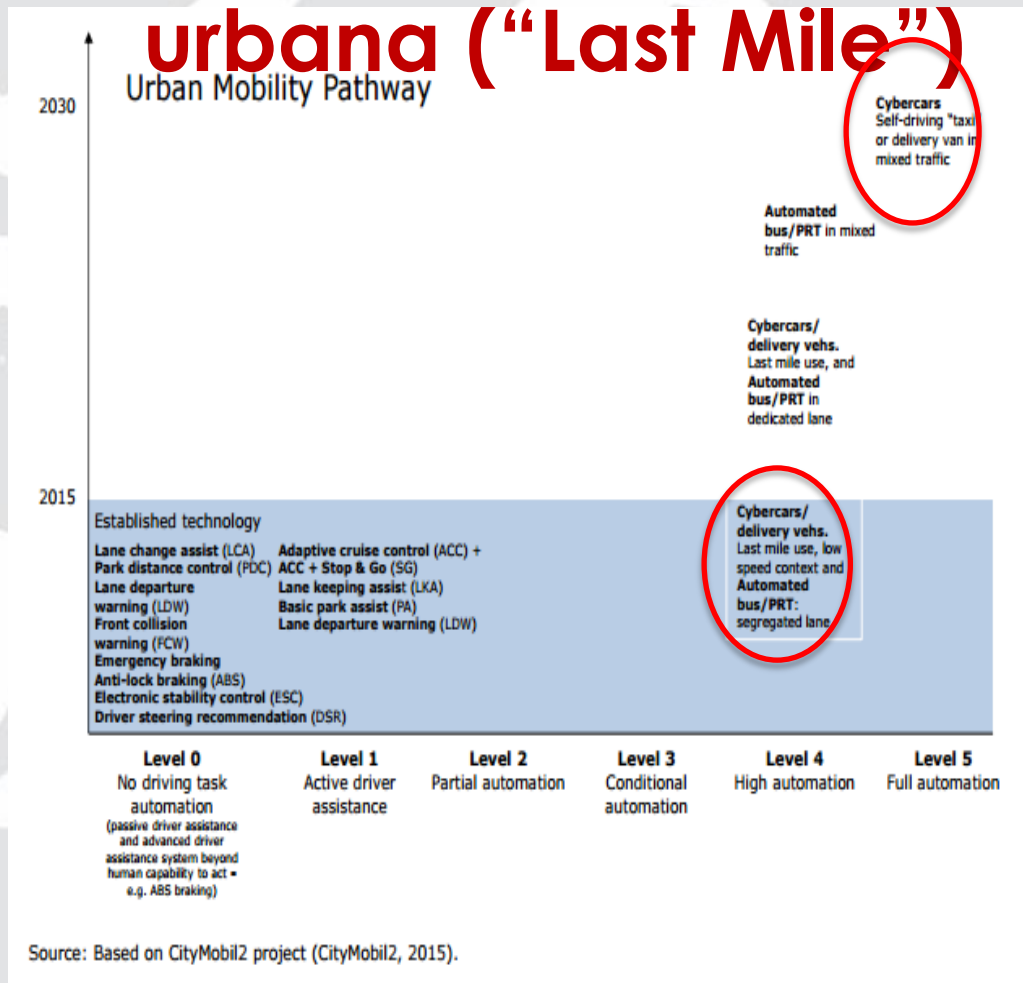 urbana (“Last Mile”)
Urban Mobility Pathway
2030
Cybercars
Self-driving "taxi"
or delivery van in
mixed traffic
Automated
bus/PRT in mixed
traffic
Cybercars/
delivery vehs.
Last mile use, and
Automated
bus/PRT in
dedicated lane
2015
Established technology
Lane change assist (LCA)
Park distance control (PDC)
Lane departure
warning (LDW)
Front collision
warning (FCW)
Emergency braking
Anti-lock braking (ABS)
Electronic stability control (ESC)
Driver steering recommendation (DSR)
Adaptive cruise control (ACC) +
ACC + Stop & Go (SG)
Lane keeping assist (LKA)
Basic park assist (PA)
Lane departure warning (LDW)
Cybercars/
delivery vehs.
Last mile use, low
speed context and
Automated
bus/PRT:
segregated lane
Level 0
No driving task
automation
(passive driver assistance
and advanced driver
assistance system beyond
human capability to act =
e.g. ABS braking)
Level 1
Active driver
assistance
Level 2
Partial automation
Level 3
Conditional
automation
Level 4
High automation
Level 5
Full automation
Source: Based on CityMobil2 project (CityMobil2, 2015).